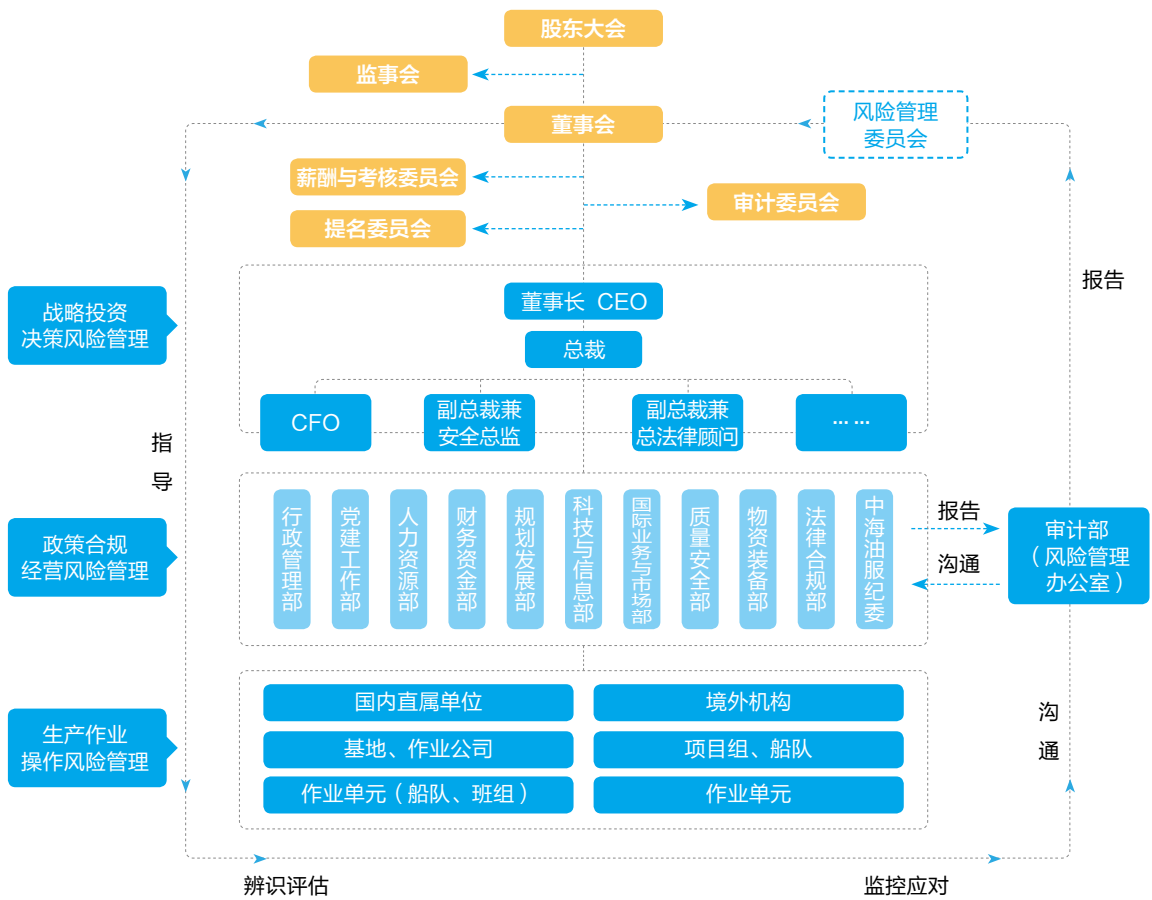 股东大会
监事会
董事会
风险管理
委员会
薪酬与考核委员会
审计委员会
提名委员会
报告
战略投资
决策风险管理
董事长 CEO
总裁
CFO
副总裁兼
安全总监
副总裁兼
总法律顾问
... ...
指
导
政策合规
经营风险管理
行政管理部
党建工作部
人力资源部
财务资金部
规划发展部
科技与信息部
国际业务与市场部
质量安全部
物资装备部
法律合规部
中海油服纪委
报告
沟通
审计部
（风险管理
办公室）
生产作业
操作风险管理
国内直属单位
境外机构
基地、作业公司
项目组、船队
作业单元（船队、班组）
作业单元
沟
通
辨识评估
监控应对